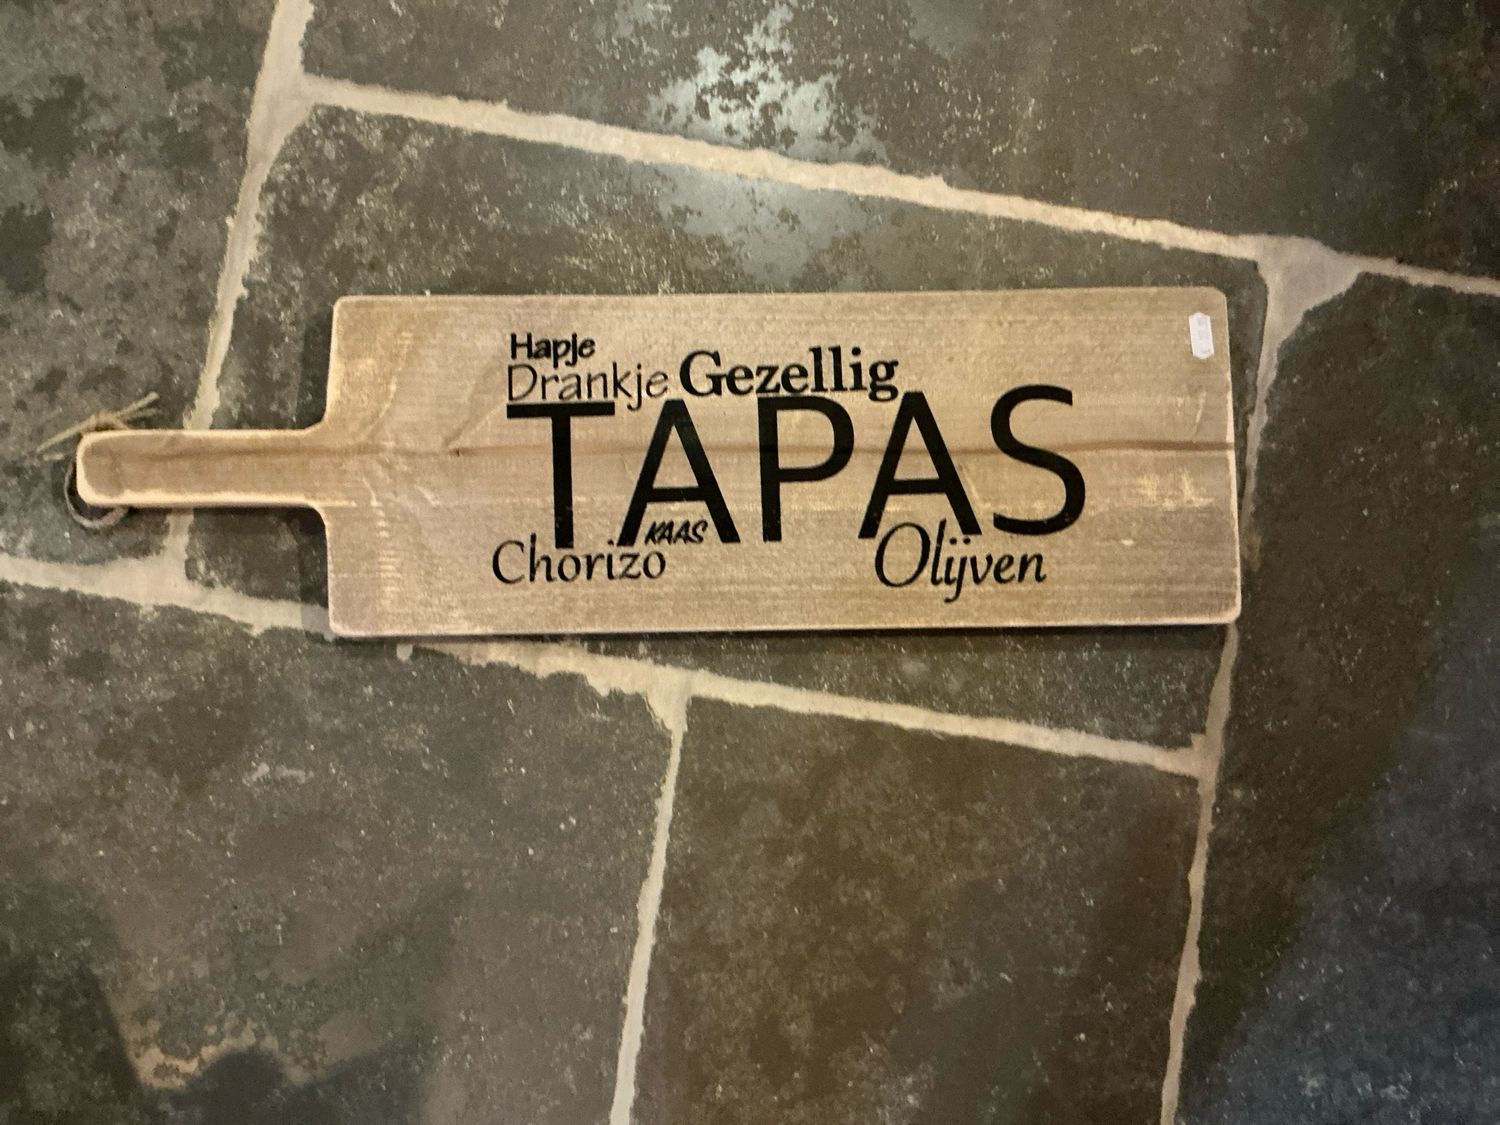 Hapje
Drankje Gezellig
TAPAS
KAAS
Chorizo Olijven